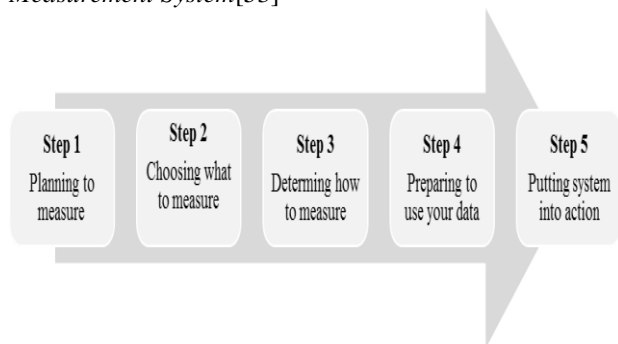 Measurement System[33]
Step 1
Planning to
measure
Step 2
Choosing what
to measure
Step 3
Determing how
to measure
Step 4
Preparing to
use your data
Step 5
Putting system
into action